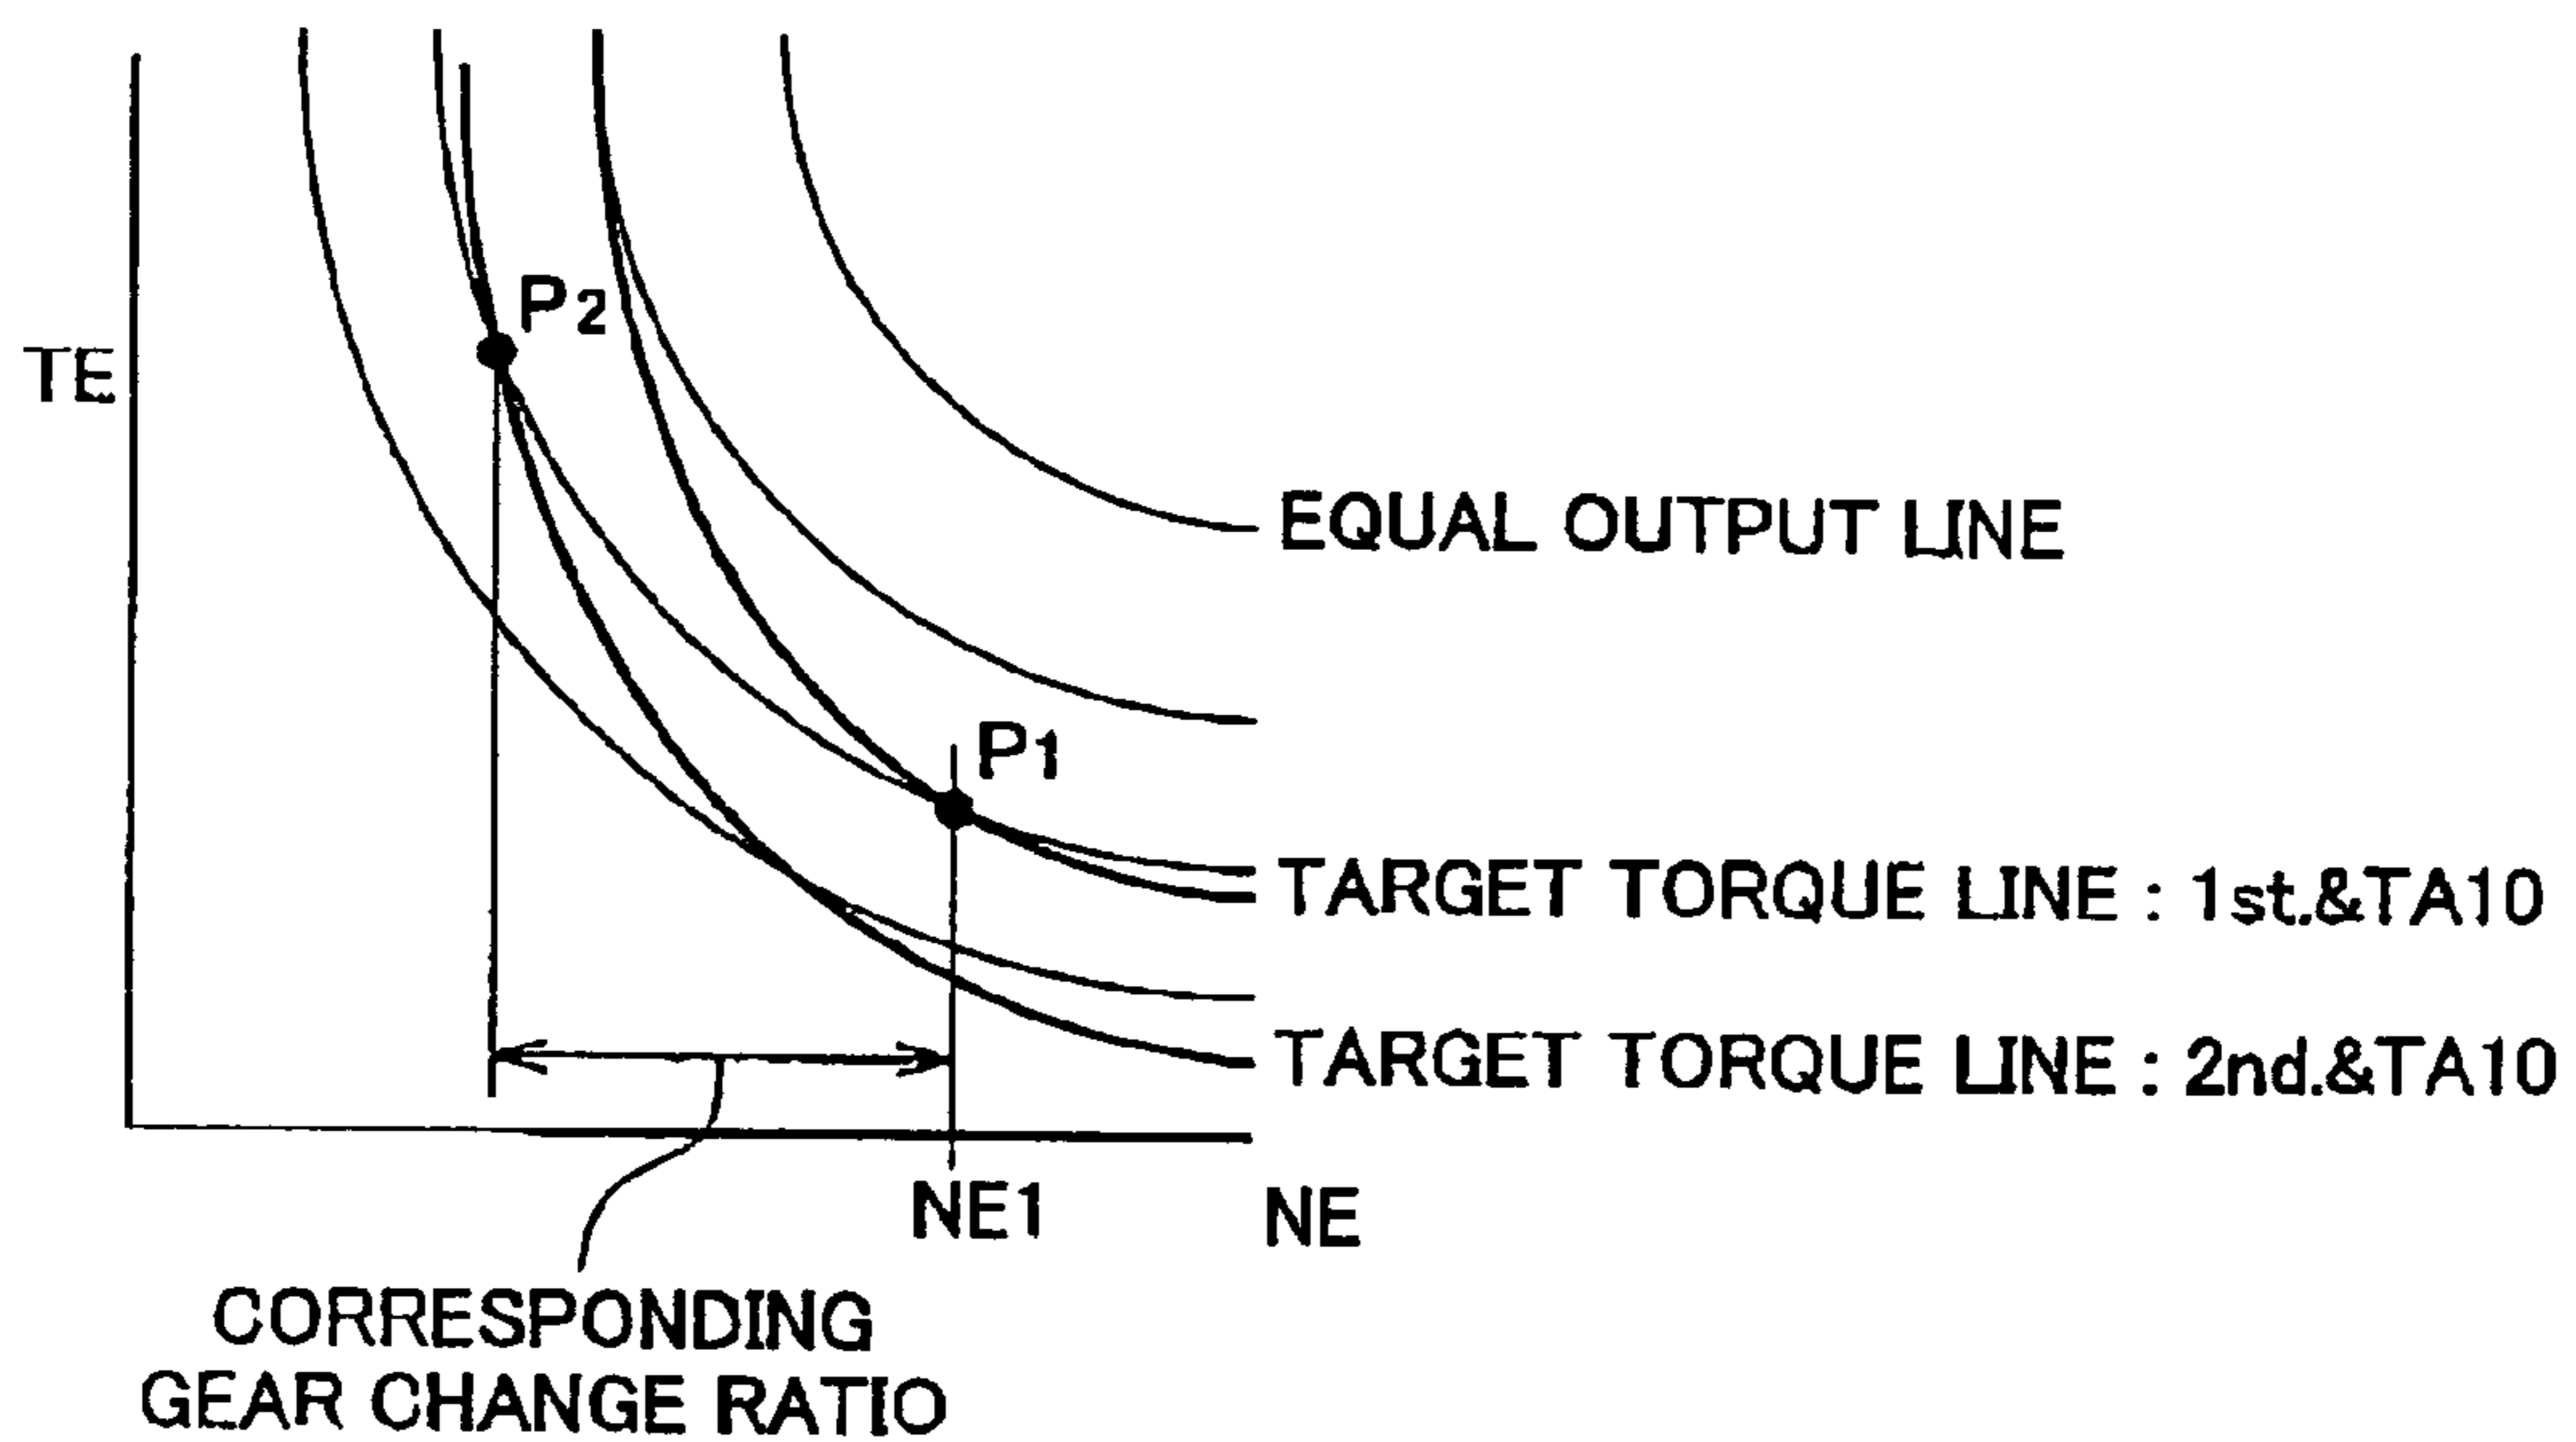 P2
TE
EQUAL OUTPUT LINE
P1
TARGET TORQUE LINE : 1st.&TA10
TARGET TORQUE LINE : 2nd.&TA10
NE1
NE
CORRESPONDING
GEAR CHANGE RATIO